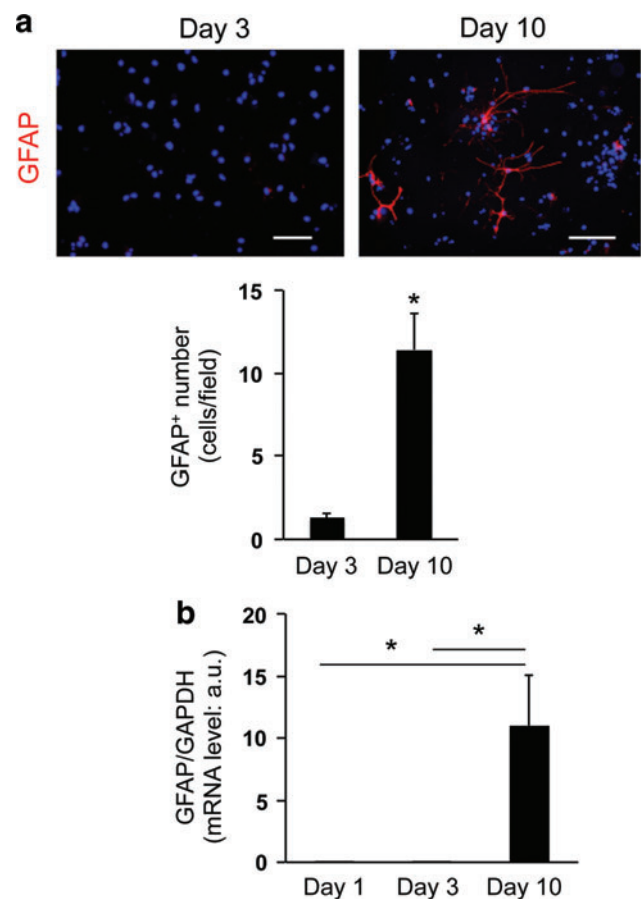 a
Day 3 Day 10
GFAP
GFAP⁺ number
(cells/field)
15
*
10
5
0
Day 3 Day 10
b
GFAP/GAPDH
(mRNA level: a.u.)
20
* *
15
10
5
0
Day 1 Day 3 Day 10